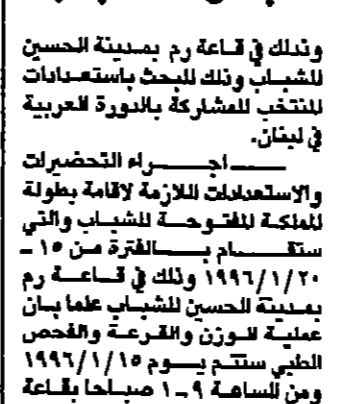 وذلك في قاعة رم بمدينة الحسين
للشباب وذلك للبحث باستعدادات
المنتخب للمشاركة بالدورة العربية
في لبنان.
ــ اجراء التحضيرات
والاستعدادات اللازمة لاقامة بطولة
المملكة المفتوحة للشباب والتي
ستقام بالفترة من ١٥ ــ
١٩٩٦/١/٢٠ وذلك في قاعة رم
بمدينة الحسين للشباب علما بان
عملية الوزن والقرعة والفحص
الطبي ستتم يوم ١٩٩٦/١/١٥
ومن الساعة ٩ ــ ١ صباحا بقاعة